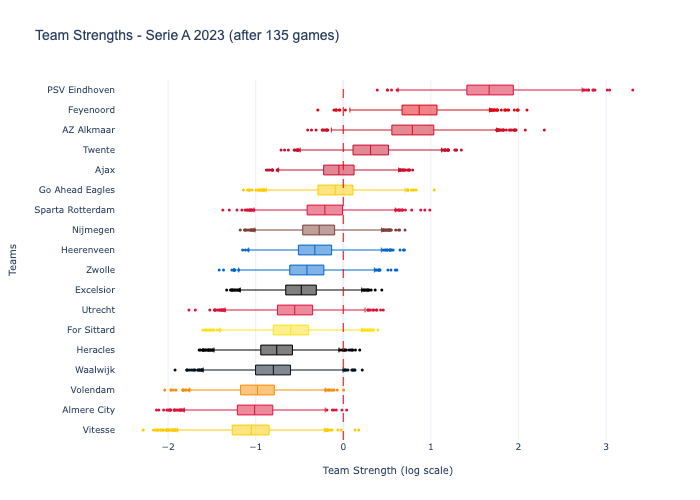 Team Strengths - Serie A 2023 (after 135 games)
PSV Eindhoven
Feyenoord
AZ Alkmaar
Twente
Ajax
Go Ahead Eagles
Sparta Rotterdam
Nijmegen
Heerenveen
Zwolle
Excelsior
Utrecht
For Sittard
Heracles
Waalwijk
Volendam
Almere City
Vitesse
Teams
−2 −1 0 1 2 3
Team Strength (log scale)